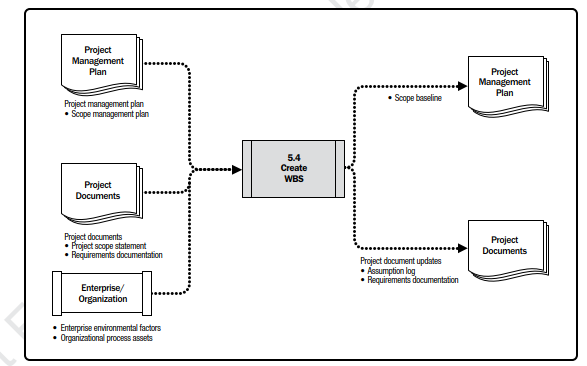 Project
Management
Plan
Project management plan
• Scope management plan
Project
Documents
Project documents
• Project scope statement
• Requirements documentation
Enterprise/
Organization
• Enterprise environmental factors
• Organizational process assets
5.4
Create
WBS
• Scope baseline
Project
Management
Plan
Project document updates
• Assumption log
• Requirements documentation
Project
Documents